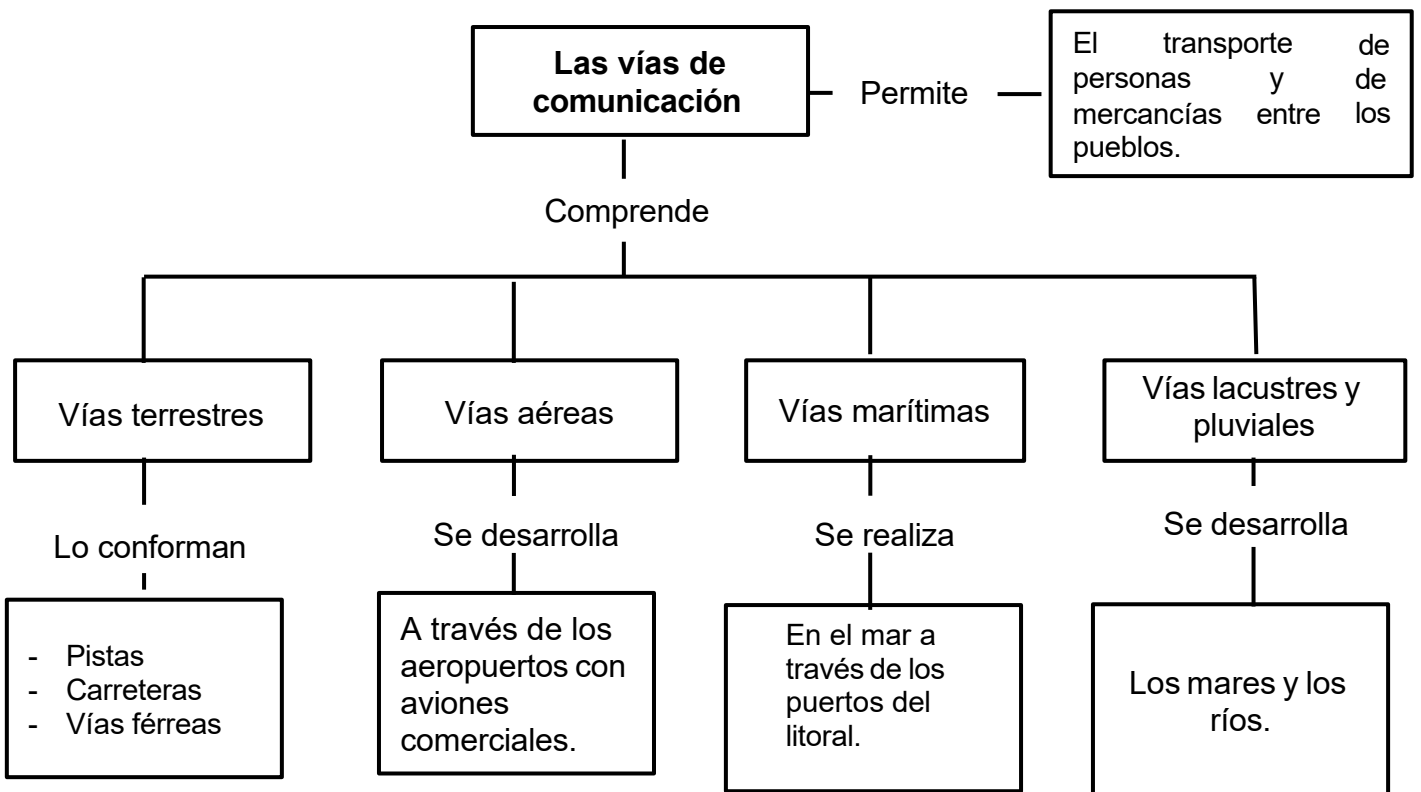 Las vías de
comunicación
Permite
El transporte de
personas y de
mercancías entre los
pueblos.
Comprende
Vías terrestres
Vías aéreas
Vías marítimas
Vías lacustres y
pluviales
Lo conforman
Se desarrolla
Se realiza
Se desarrolla
- Pistas
- Carreteras
- Vías férreas
A través de los
aeropuertos con
aviones
comerciales.
En el mar a
través de los
puertos del
litoral.
Los mares y los
ríos.